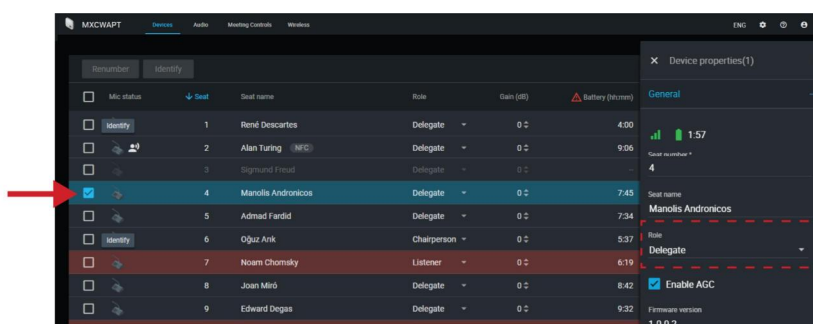 MXCWAPT Devices Audio Meeting Controls Wireless ENG
Renumber Identify
Mic status Seat Seat name Role Gain (dB) Battery (hh:mm)
Identify 1 René Descartes Delegate 0 4:00
2 Alan Turing NFC Delegate 0 9:06
3 Sigmund Freud Delegate 0 –
4 Manolis Andronicos Delegate 0 7:45
5 Admad Fardid Delegate 0 7:34
Identify 6 Oğuz Arık Chairperson 0 5:37
7 Noam Chomsky Listener 0 6:19
8 Joan Miró Delegate 0 8:42
9 Edward Degas Delegate 0 9:32
Device properties(1)
General
1:57
Seat number *
4
Seat name
Manolis Andronicos
Role
Delegate
Enable AGC
Firmware version